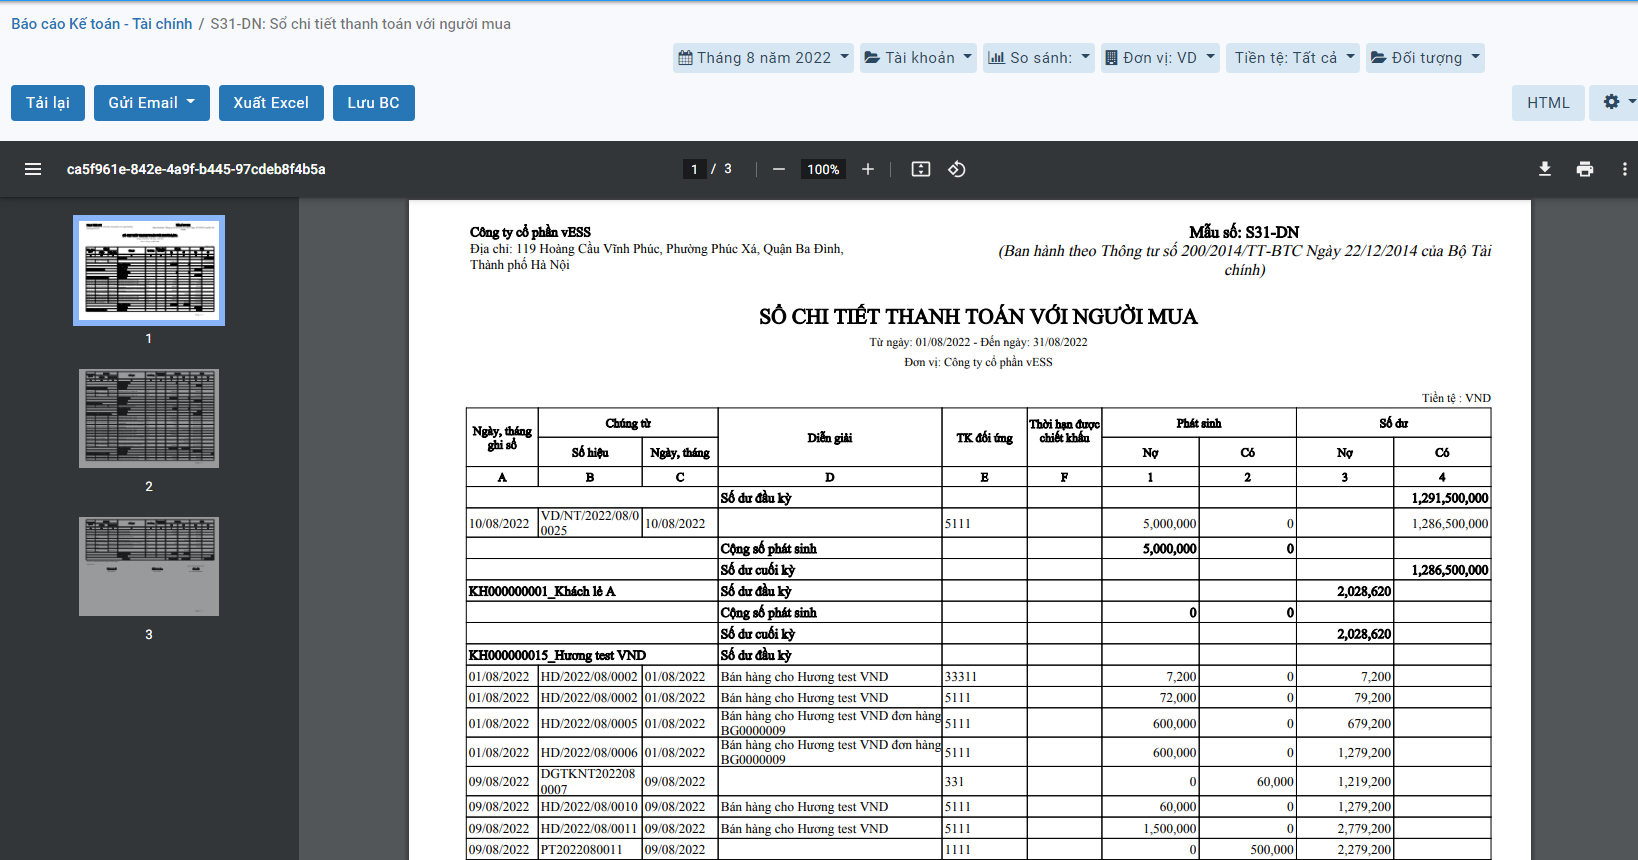 Báo cáo Kế toán - Tài chính / S31-DN: Sổ chi tiết thanh toán với người mua
Tháng 8 năm 2022 Tài khoản So sánh: Đơn vị: VD Tiền tệ: Tất cả Đối tượng
Tải lại Gửi Email Xuất Excel Lưu BC HTML
ca5f961e-842e-4a9f-b445-97cdeb8f4b5a 1 / 3 100%
1
2
3
Công ty cổ phần vESS
Địa chỉ: 119 Hoàng Cầu Vĩnh Phúc, Phường Phúc Xá, Quận Ba Đình,
Thành phố Hà Nội
Mẫu số: S31-DN
(Ban hành theo Thông tư số 200/2014/TT-BTC Ngày 22/12/2014 của Bộ Tài
chính)
SỔ CHI TIẾT THANH TOÁN VỚI NGƯỜI MUA
Từ ngày: 01/08/2022 - Đến ngày: 31/08/2022
Đơn vị: Công ty cổ phần vESS
Tiền tệ : VND
Ngày, tháng ghi sổ Chứng từ Diễn giải TK đối ứng Thời hạn được chiết khấu Phát sinh Số dư
Số hiệu Ngày, tháng Nợ Có Nợ Có
A B C D E F 1 2 3 4
Số dư đầu kỳ 1,291,500,000
10/08/2022 VD/NT/2022/08/00025 10/08/2022 5111 5,000,000 0 1,286,500,000
Cộng số phát sinh 5,000,000 0
Số dư cuối kỳ 1,286,500,000
KH000000001_Khách lẻ A Số dư đầu kỳ 2,028,620
Cộng số phát sinh 0 0
Số dư cuối kỳ 2,028,620
KH000000015_Hương test VND Số dư đầu kỳ
01/08/2022 HD/2022/08/0002 01/08/2022 Bán hàng cho Hương test VND 33311 7,200 0 7,200
01/08/2022 HD/2022/08/0002 01/08/2022 Bán hàng cho Hương test VND 5111 72,000 0 79,200
01/08/2022 HD/2022/08/0005 01/08/2022 Bán hàng cho Hương test VND đơn hàng BG0000009 5111 600,000 0 679,200
01/08/2022 HD/2022/08/0006 01/08/2022 Bán hàng cho Hương test VND đơn hàng BG0000009 5111 600,000 0 1,279,200
09/08/2022 DGTKNT2022080007 09/08/2022 331 0 60,000 1,219,200
09/08/2022 HD/2022/08/0010 09/08/2022 Bán hàng cho Hương test VND 5111 60,000 0 1,279,200
09/08/2022 HD/2022/08/0011 09/08/2022 Bán hàng cho Hương test VND 5111 1,500,000 0 2,779,200
09/08/2022 PT2022080011 09/08/2022 1111 0 500,000 2,279,200